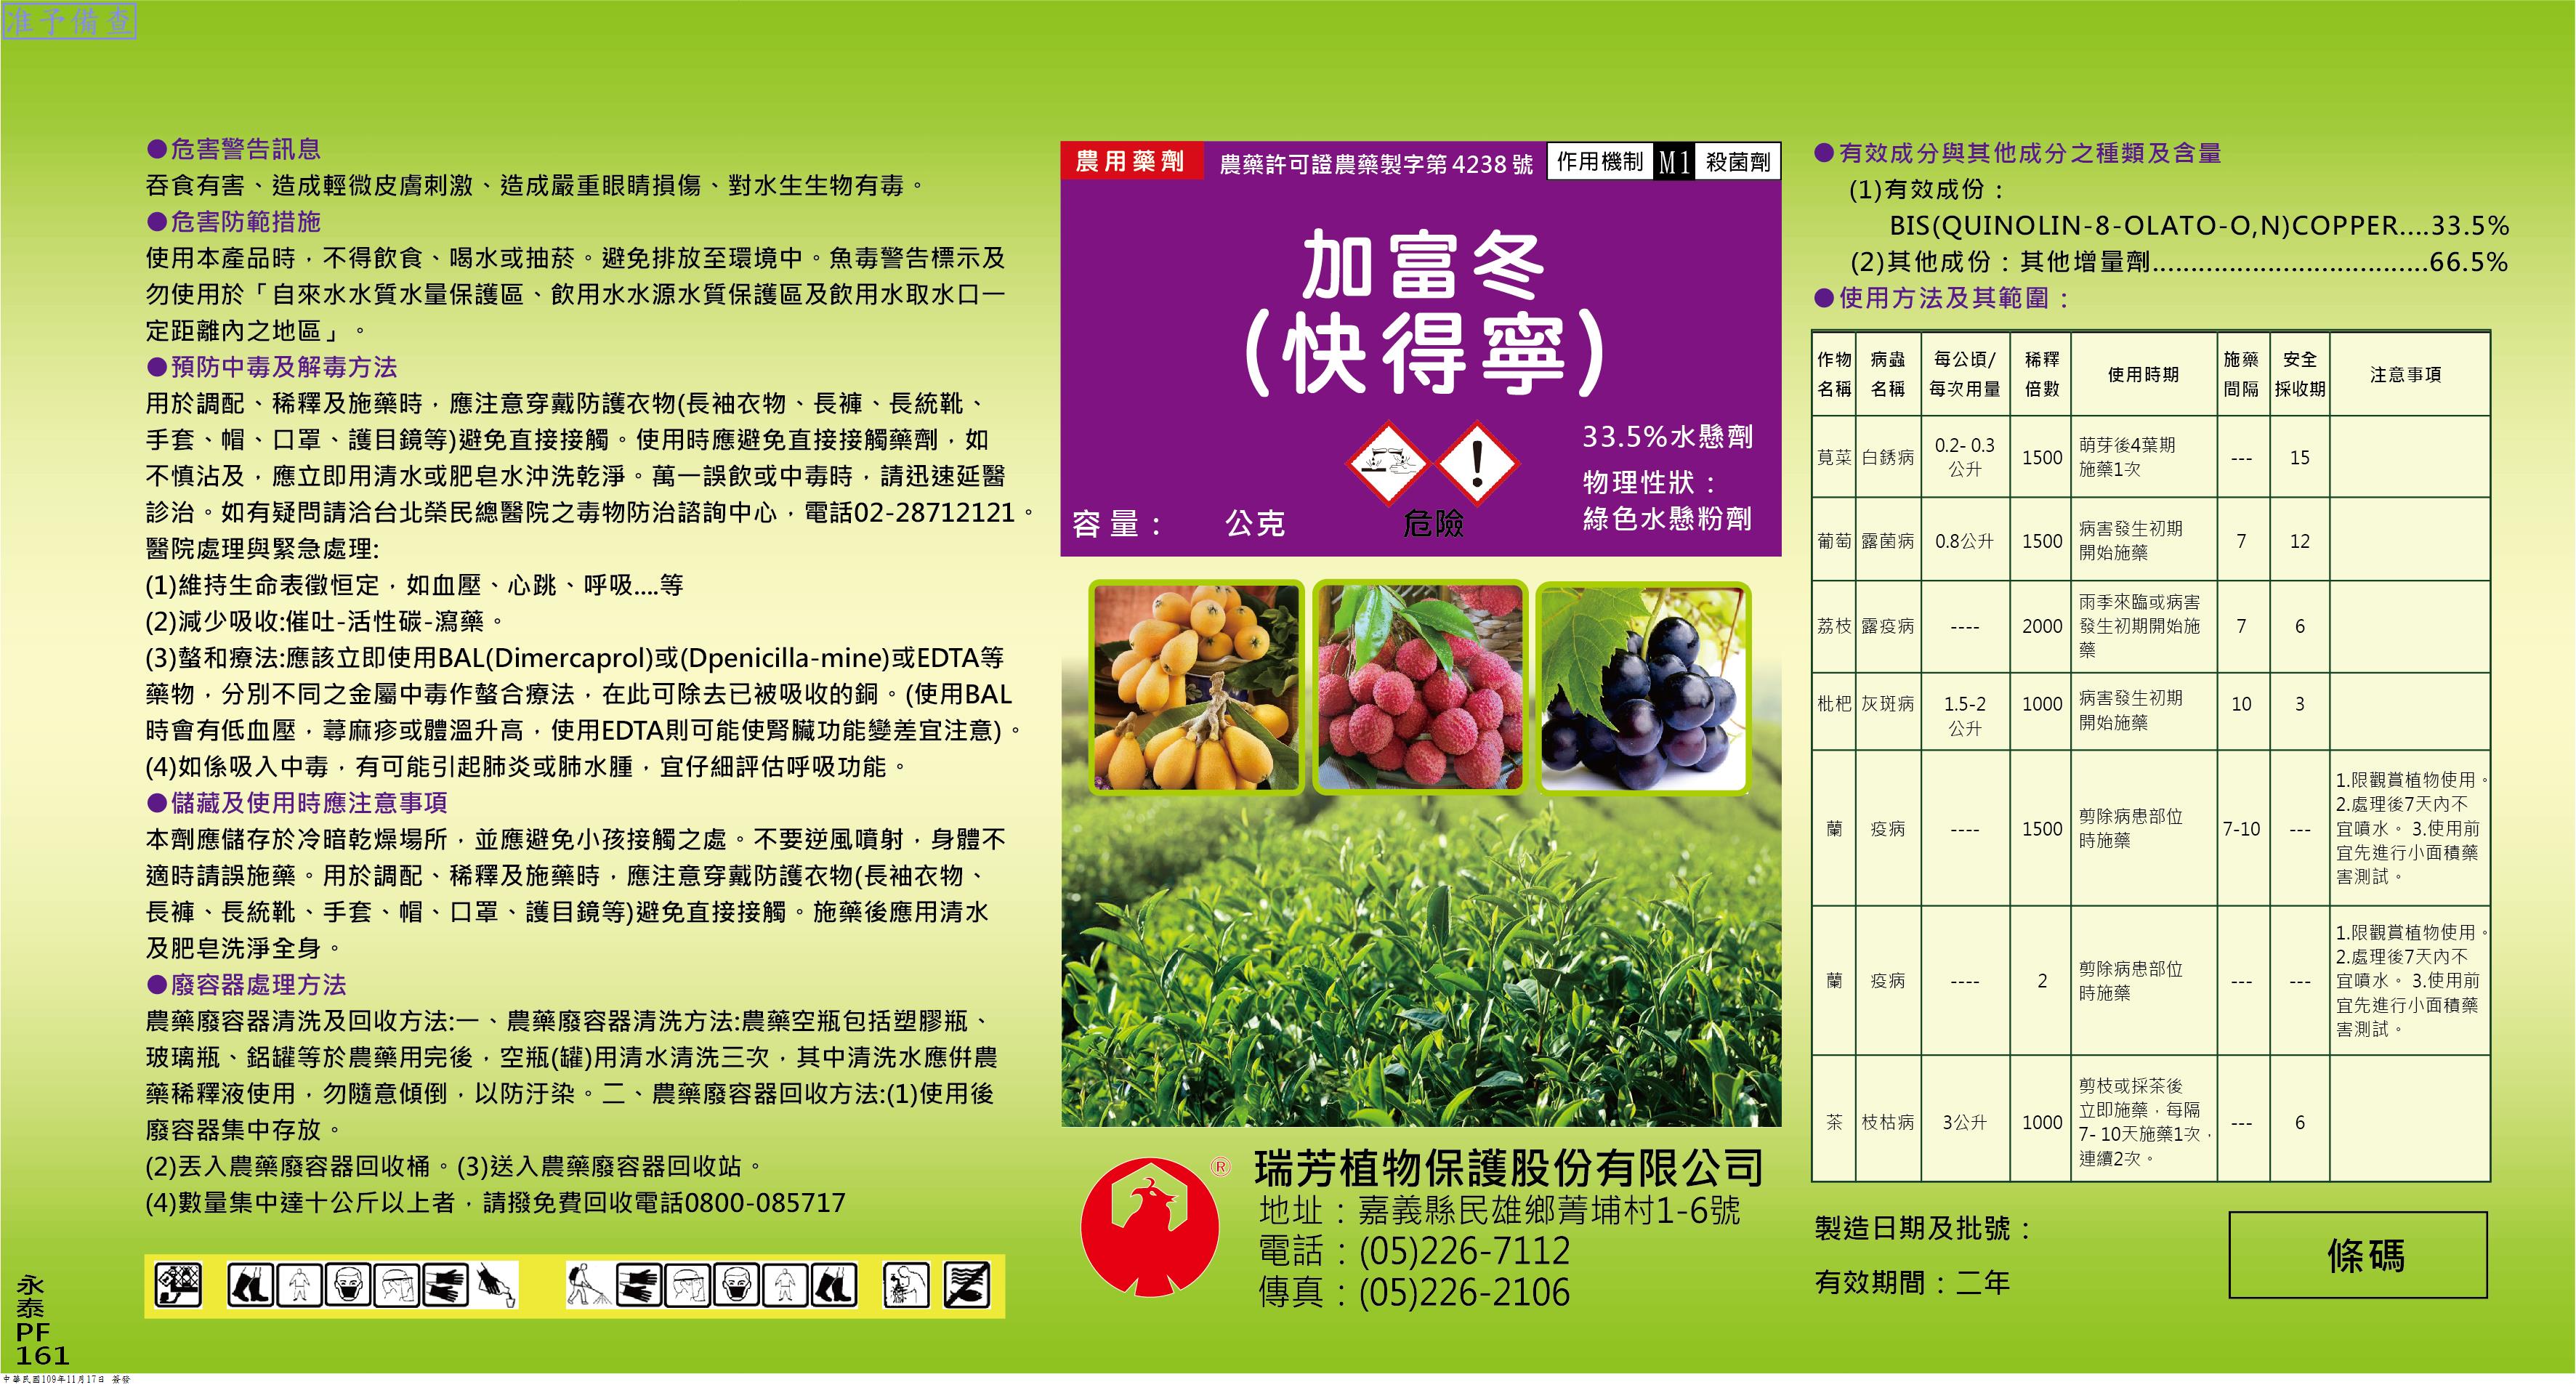 准予備查
●危害警告訊息
吞食有害、造成輕微皮膚刺激、造成嚴重眼睛損傷、對水生生物有毒。
●危害防範措施
使用本產品時，不得飲食、喝水或抽菸。避免排放至環境中。魚毒警告標示及
勿使用於「自來水水質水量保護區、飲用水水源水質保護區及飲用水取水口一
定距離內之地區」。
●預防中毒及解毒方法
用於調配、稀釋及施藥時，應注意穿戴防護衣物(長袖衣物、長褲、長統靴、
手套、帽、口罩、護目鏡等)避免直接接觸。使用時應避免直接接觸藥劑，如
不慎沾及，應立即用清水或肥皂水沖洗乾淨。萬一誤飲或中毒時，請迅速延醫
診治。如有疑問請洽台北榮民總醫院之毒物防治諮詢中心，電話02-28712121。
醫院處理與緊急處理:
(1)維持生命表徵恒定，如血壓、心跳、呼吸....等
(2)減少吸收:催吐-活性碳-瀉藥。
(3)螯和療法:應該立即使用BAL(Dimercaprol)或(Dpenicilla-mine)或EDTA等
藥物，分別不同之金屬中毒作螯合療法，在此可除去已被吸收的銅。(使用BAL
時會有低血壓，蕁麻疹或體溫升高，使用EDTA則可能使腎臟功能變差宜注意)。
(4)如係吸入中毒，有可能引起肺炎或肺水腫，宜仔細評估呼吸功能。
●儲藏及使用時應注意事項
本劑應儲存於冷暗乾燥場所，並應避免小孩接觸之處。不要逆風噴射，身體不
適時請誤施藥。用於調配、稀釋及施藥時，應注意穿戴防護衣物(長袖衣物、
長褲、長統靴、手套、帽、口罩、護目鏡等)避免直接接觸。施藥後應用清水
及肥皂洗淨全身。
●廢容器處理方法
農藥廢容器清洗及回收方法:一、農藥廢容器清洗方法:農藥空瓶包括塑膠瓶、
玻璃瓶、鋁罐等於農藥用完後，空瓶(罐)用清水清洗三次，其中清洗水應併農
藥稀釋液使用，勿隨意傾倒，以防汙染。二、農藥廢容器回收方法:(1)使用後
廢容器集中存放。
(2)丟入農藥廢容器回收桶。(3)送入農藥廢容器回收站。
(4)數量集中達十公斤以上者，請撥免費回收電話0800-085717
永泰PF
161
中華民國109年11月17日 簽發
農用藥劑 農藥許可證農藥製字第4238號 作用機制 M1 殺菌劑
加富冬
(快得寧)
33.5%水懸劑
物理性狀：
綠色水懸粉劑
容量： 公克 危險
瑞芳植物保護股份有限公司
®
地址：嘉義縣民雄鄉菁埔村1-6號
電話：(05)226-7112
傳真：(05)226-2106
●有效成分與其他成分之種類及含量
(1)有效成份：
BIS(QUINOLIN-8-OLATO-O,N)COPPER....33.5%
(2)其他成份：其他增量劑....................................66.5%
●使用方法及其範圍：
作物名稱 病蟲名稱 每公頃/每次用量 稀釋倍數 使用時期 施藥間隔 安全採收期 注意事項
莧菜 白銹病 0.2- 0.3公升 1500 萌芽後4葉期施藥1次 --- 15
葡萄 露菌病 0.8公升 1500 病害發生初期開始施藥 7 12
荔枝 露疫病 ---- 2000 雨季來臨或病害發生初期開始施藥 7 6
枇杷 灰斑病 1.5-2公升 1000 病害發生初期開始施藥 10 3
蘭 疫病 ---- 1500 剪除病患部位時施藥 7-10 --- 1.限觀賞植物使用。2.處理後7天內不宜噴水。 3.使用前宜先進行小面積藥害測試。
蘭 疫病 ---- 2 剪除病患部位時施藥 --- --- 1.限觀賞植物使用。2.處理後7天內不宜噴水。 3.使用前宜先進行小面積藥害測試。
茶 枝枯病 3公升 1000 剪枝或採茶後立即施藥，每隔7- 10天施藥1次，連續2次。 --- 6
製造日期及批號：
有效期間：二年
條碼